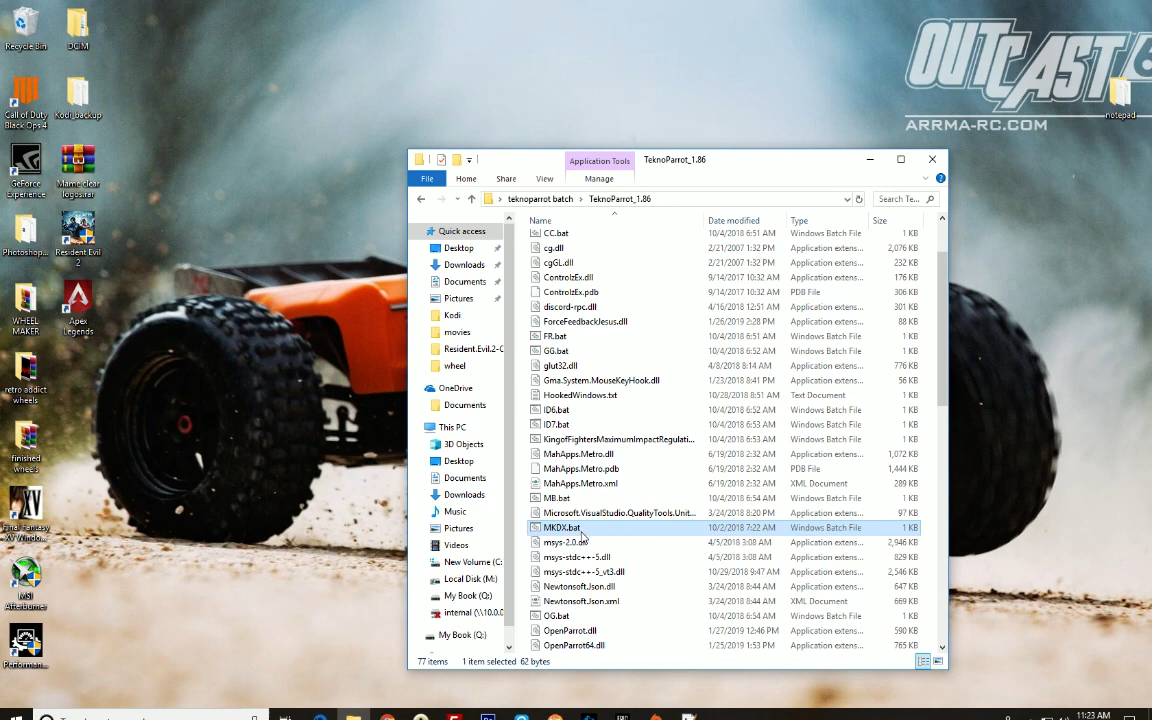 OUTCAST 6
ARRMA-RC.COM
Recycle Bin
DCIM
Call of Duty
Black Ops 4
Kodi_backup
GeForce
Experience
Mame clear
logosirar
Photoshop...
Resident Evil
2
WHEEL
MAKER
Apex
Legends
retro addict
wheels
finished
wheels
Final Fantasy
XV Windo...
MSI
Afterburner
Performan...
notepad
Application Tools
TeknoParrot_1.86
File
Home
Share
View
Manage
teknoparrot batch > TeknoParrot_1.86
Search Te...
Quick access
Desktop
Downloads
Documents
Pictures
Kodi
movies
Resident.Evil.2-C
wheel
OneDrive
Documents
This PC
3D Objects
Desktop
Documents
Downloads
Music
Pictures
Videos
New Volume (C:
Local Disk (M:)
My Book (Q:)
internal (\\10.0.0
My Book (Q:)
Name Date modified Type Size
CC.bat 10/4/2018 6:51 AM Windows Batch File 1 KB
cg.dll 2/21/2007 1:32 PM Application extens... 2,076 KB
cgGL.dll 2/21/2007 1:32 PM Application extens... 232 KB
ControlzEx.dll 9/14/2017 10:32 AM Application extens... 176 KB
ControlzEx.pdb 9/14/2017 10:32 AM PDB File 306 KB
discord-rpc.dll 4/16/2018 12:51 AM Application extens... 301 KB
ForceFeedbackJesus.dll 1/26/2019 2:28 PM Application extens... 88 KB
FR.bat 10/4/2018 6:51 AM Windows Batch File 1 KB
GG.bat 10/4/2018 6:52 AM Windows Batch File 1 KB
glut32.dll 4/8/2018 8:14 AM Application extens... 776 KB
Gma.System.MouseKeyHook.dll 1/23/2018 8:41 PM Application extens... 56 KB
HookedWindows.txt 10/28/2018 8:51 AM Text Document 1 KB
ID6.bat 10/4/2018 6:52 AM Windows Batch File 1 KB
ID7.bat 10/4/2018 6:53 AM Windows Batch File 1 KB
KingofFightersMaximumImpactRegulati... 10/4/2018 6:53 AM Windows Batch File 1 KB
MahApps.Metro.dll 6/19/2018 2:32 AM Application extens... 1,072 KB
MahApps.Metro.pdb 6/19/2018 2:32 AM PDB File 1,444 KB
MahApps.Metro.xml 6/19/2018 2:32 AM XML Document 289 KB
MB.bat 10/4/2018 6:54 AM Windows Batch File 1 KB
Microsoft.VisualStudio.QualityTools.Unit... 3/24/2018 8:20 PM Application extens... 97 KB
MKDX.bat 10/2/2018 7:22 AM Windows Batch File 1 KB
msys-2.0.dll 4/5/2018 3:08 AM Application extens... 2,946 KB
msys-stdc++-5.dll 4/5/2018 3:08 AM Application extens... 829 KB
msys-stdc++-5_vt3.dll 10/29/2018 9:47 AM Application extens... 2,546 KB
Newtonsoft.Json.dll 3/24/2018 8:44 AM Application extens... 647 KB
Newtonsoft.Json.xml 3/24/2018 8:44 AM XML Document 669 KB
OG.bat 10/4/2018 6:54 AM Windows Batch File 1 KB
OpenParrot.dll 1/27/2019 12:46 PM Application extens... 590 KB
OpenParrot64.dll 1/25/2019 1:53 PM Application extens... 765 KB
77 items 1 item selected 62 bytes
11:23 AM